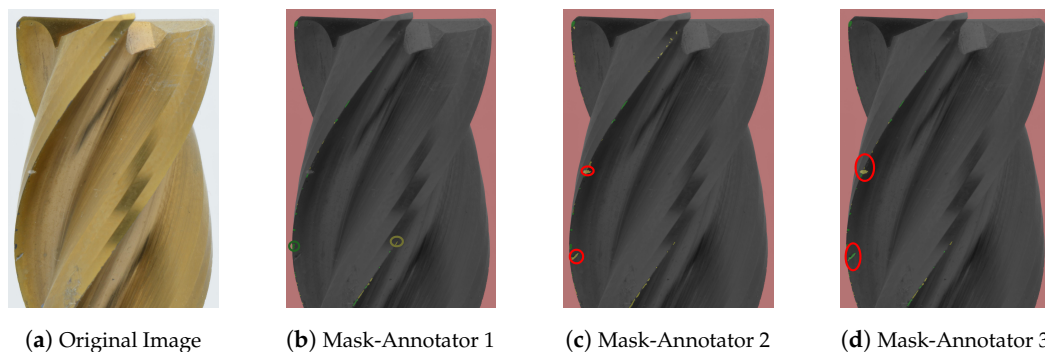 (a) Original Image
(b) Mask-Annotator 1
(c) Mask-Annotator 2
(d) Mask-Annotator 3